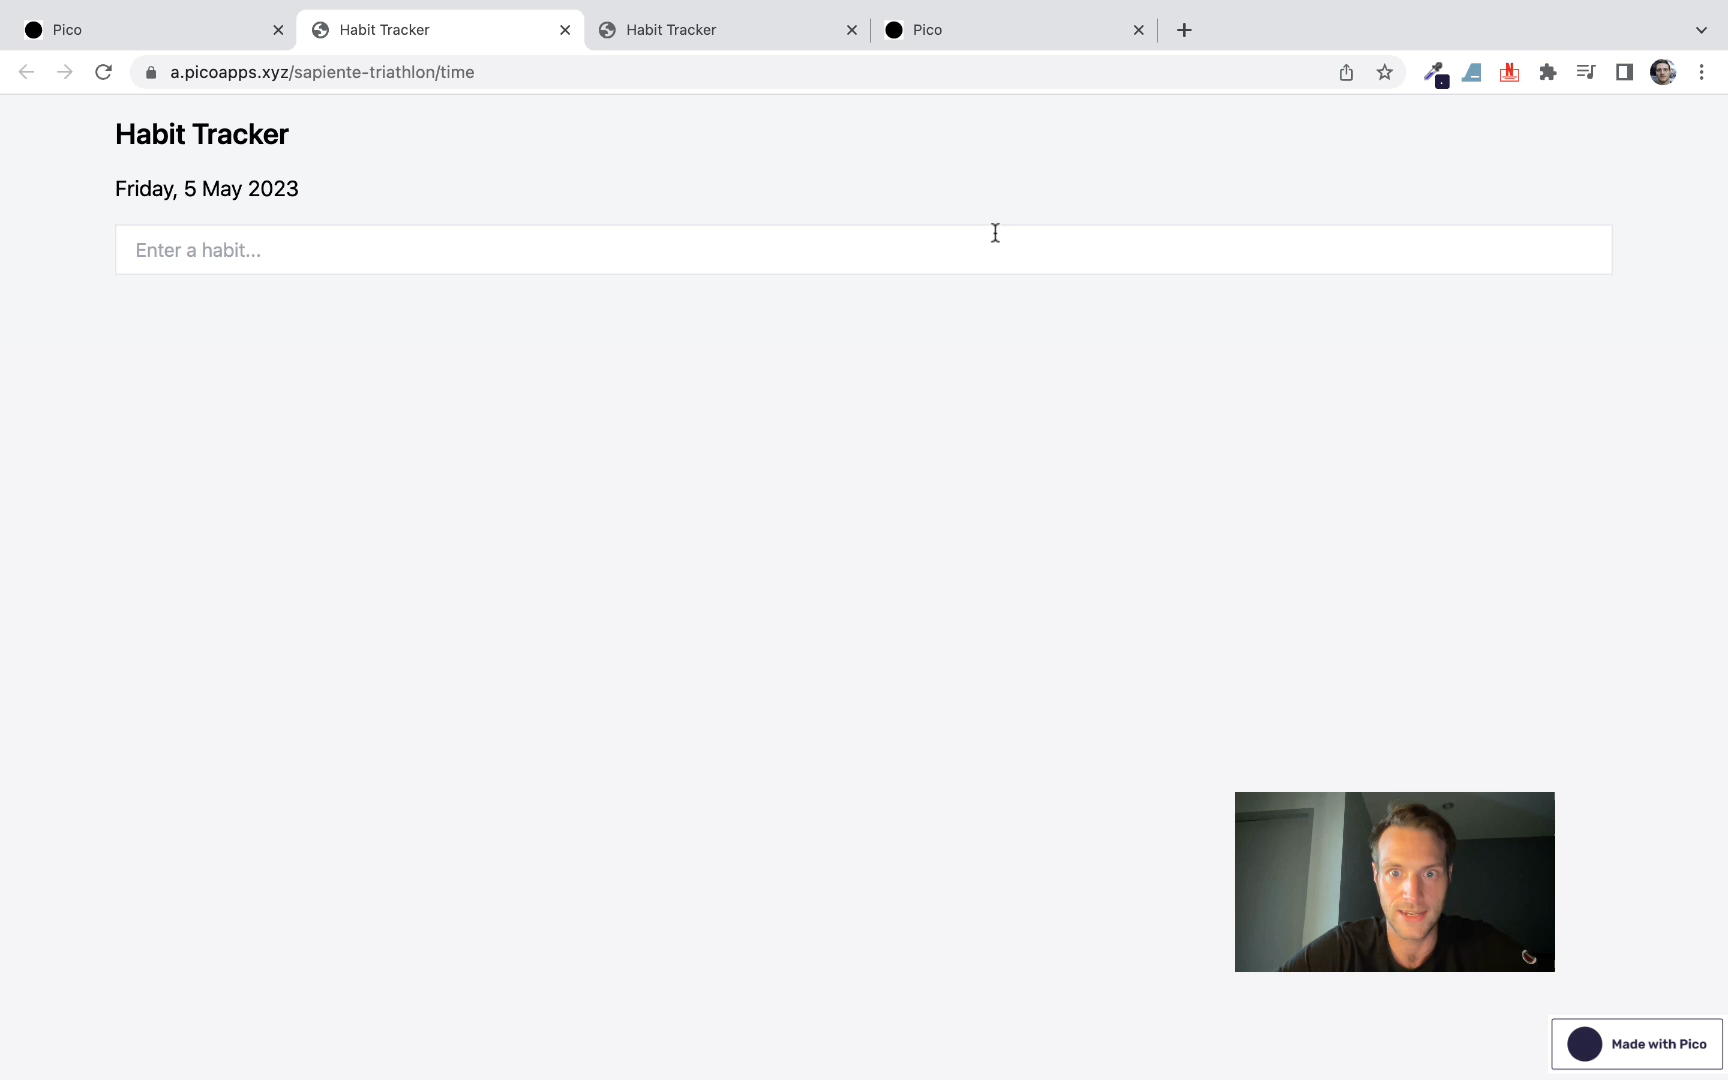 Pico
Habit Tracker
Habit Tracker
Pico
a.picoapps.xyz/sapiente-triathlon/time
Habit Tracker
Friday, 5 May 2023
Enter a habit...
Made with Pico